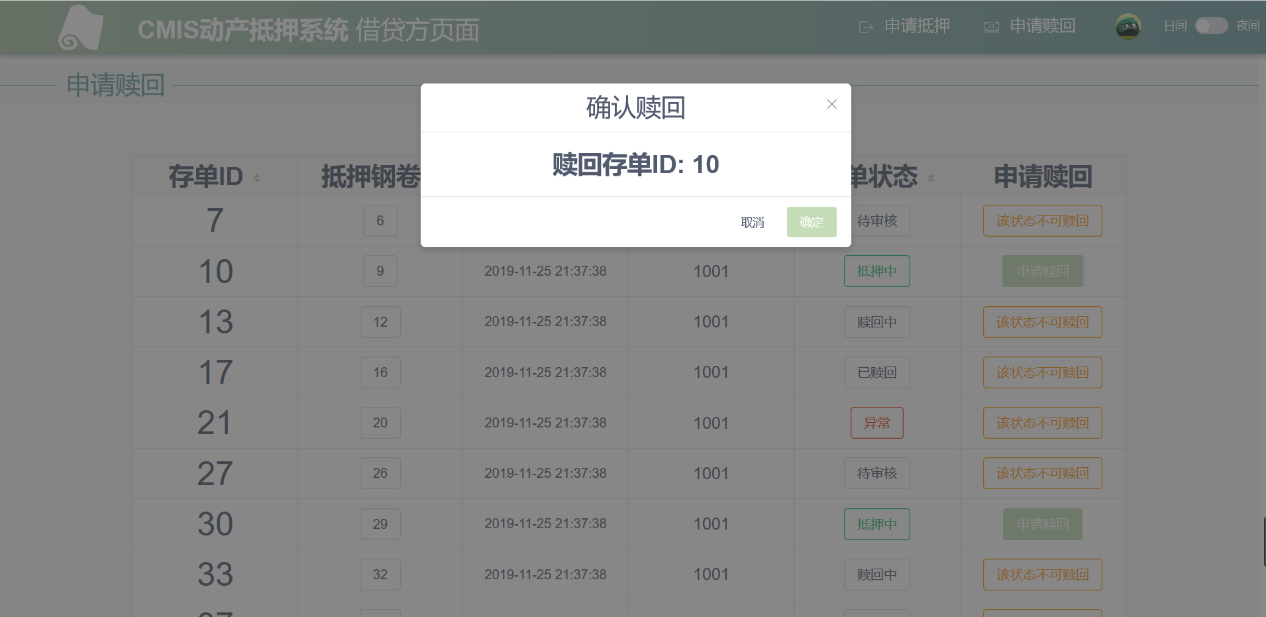 CMIS动产抵押系统 借贷方页面 申请抵押 申请赎回 日间 夜间
申请赎回
确认赎回
赎回存单ID: 10
取消 确定
存单ID 抵押钢卷 单状态 申请赎回
7 6 待审核 该状态不可赎回
10 9 2019-11-25 21:37:38 1001 抵押中 申请赎回
13 12 2019-11-25 21:37:38 1001 赎回中 该状态不可赎回
17 16 2019-11-25 21:37:38 1001 已赎回 该状态不可赎回
21 20 2019-11-25 21:37:38 1001 异常 该状态不可赎回
27 26 2019-11-25 21:37:38 1001 待审核 该状态不可赎回
30 29 2019-11-25 21:37:38 1001 抵押中 申请赎回
33 32 2019-11-25 21:37:38 1001 赎回中 该状态不可赎回